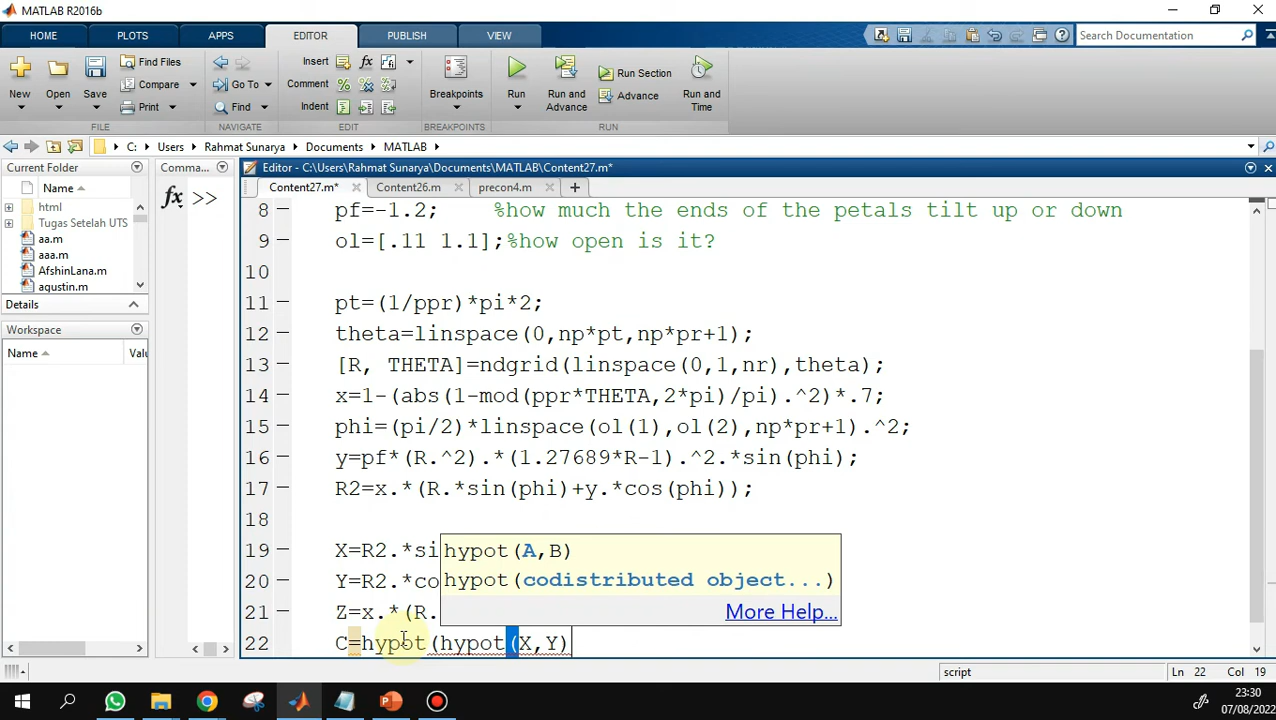 MATLAB R2016b
HOME PLOTS APPS EDITOR PUBLISH VIEW
Search Documentation
New Open Save Find Files Compare Print
FILE
Go To Find
NAVIGATE
Insert fx
Comment %
Indent
EDIT
Breakpoints
BREAKPOINTS
Run Run and Advance Run Section Advance Run and Time
RUN
C: Users Rahmat Sunarya Documents MATLAB
Current Folder
Name
html
Tugas Setelah UTS
aa.m
aaa.m
AfshinLana.m
agustin.m
Details
Workspace
Name Valu
Comma...
fx >>
Editor - C:\Users\Rahmat Sunarya\Documents\MATLAB\Content27.m*
Content27.m* Content26.m precon4.m
8 pf=-1.2; %how much the ends of the petals tilt up or down
9 ol=[.11 1.1];%how open is it?
10
11 pt=(1/ppr)*pi*2;
12 theta=linspace(0,np*pt,np*pr+1);
13 [R, THETA]=ndgrid(linspace(0,1,nr),theta);
14 x=1-(abs(1-mod(ppr*THETA,2*pi)/pi).^2)*.7;
15 phi=(pi/2)*linspace(ol(1),ol(2),np*pr+1).^2;
16 y=pf*(R.^2).*(1.27689*R-1).^2.*sin(phi);
17 R2=x.*(R.*sin(phi)+y.*cos(phi));
18
19 X=R2.*si
20 Y=R2.*co
21 Z=x.*(R.
22 C=hypot(hypot(X,Y)
hypot(A,B)
hypot(codistributed object...)
More Help...
script Ln 22 Col 19
23:30
07/08/2022